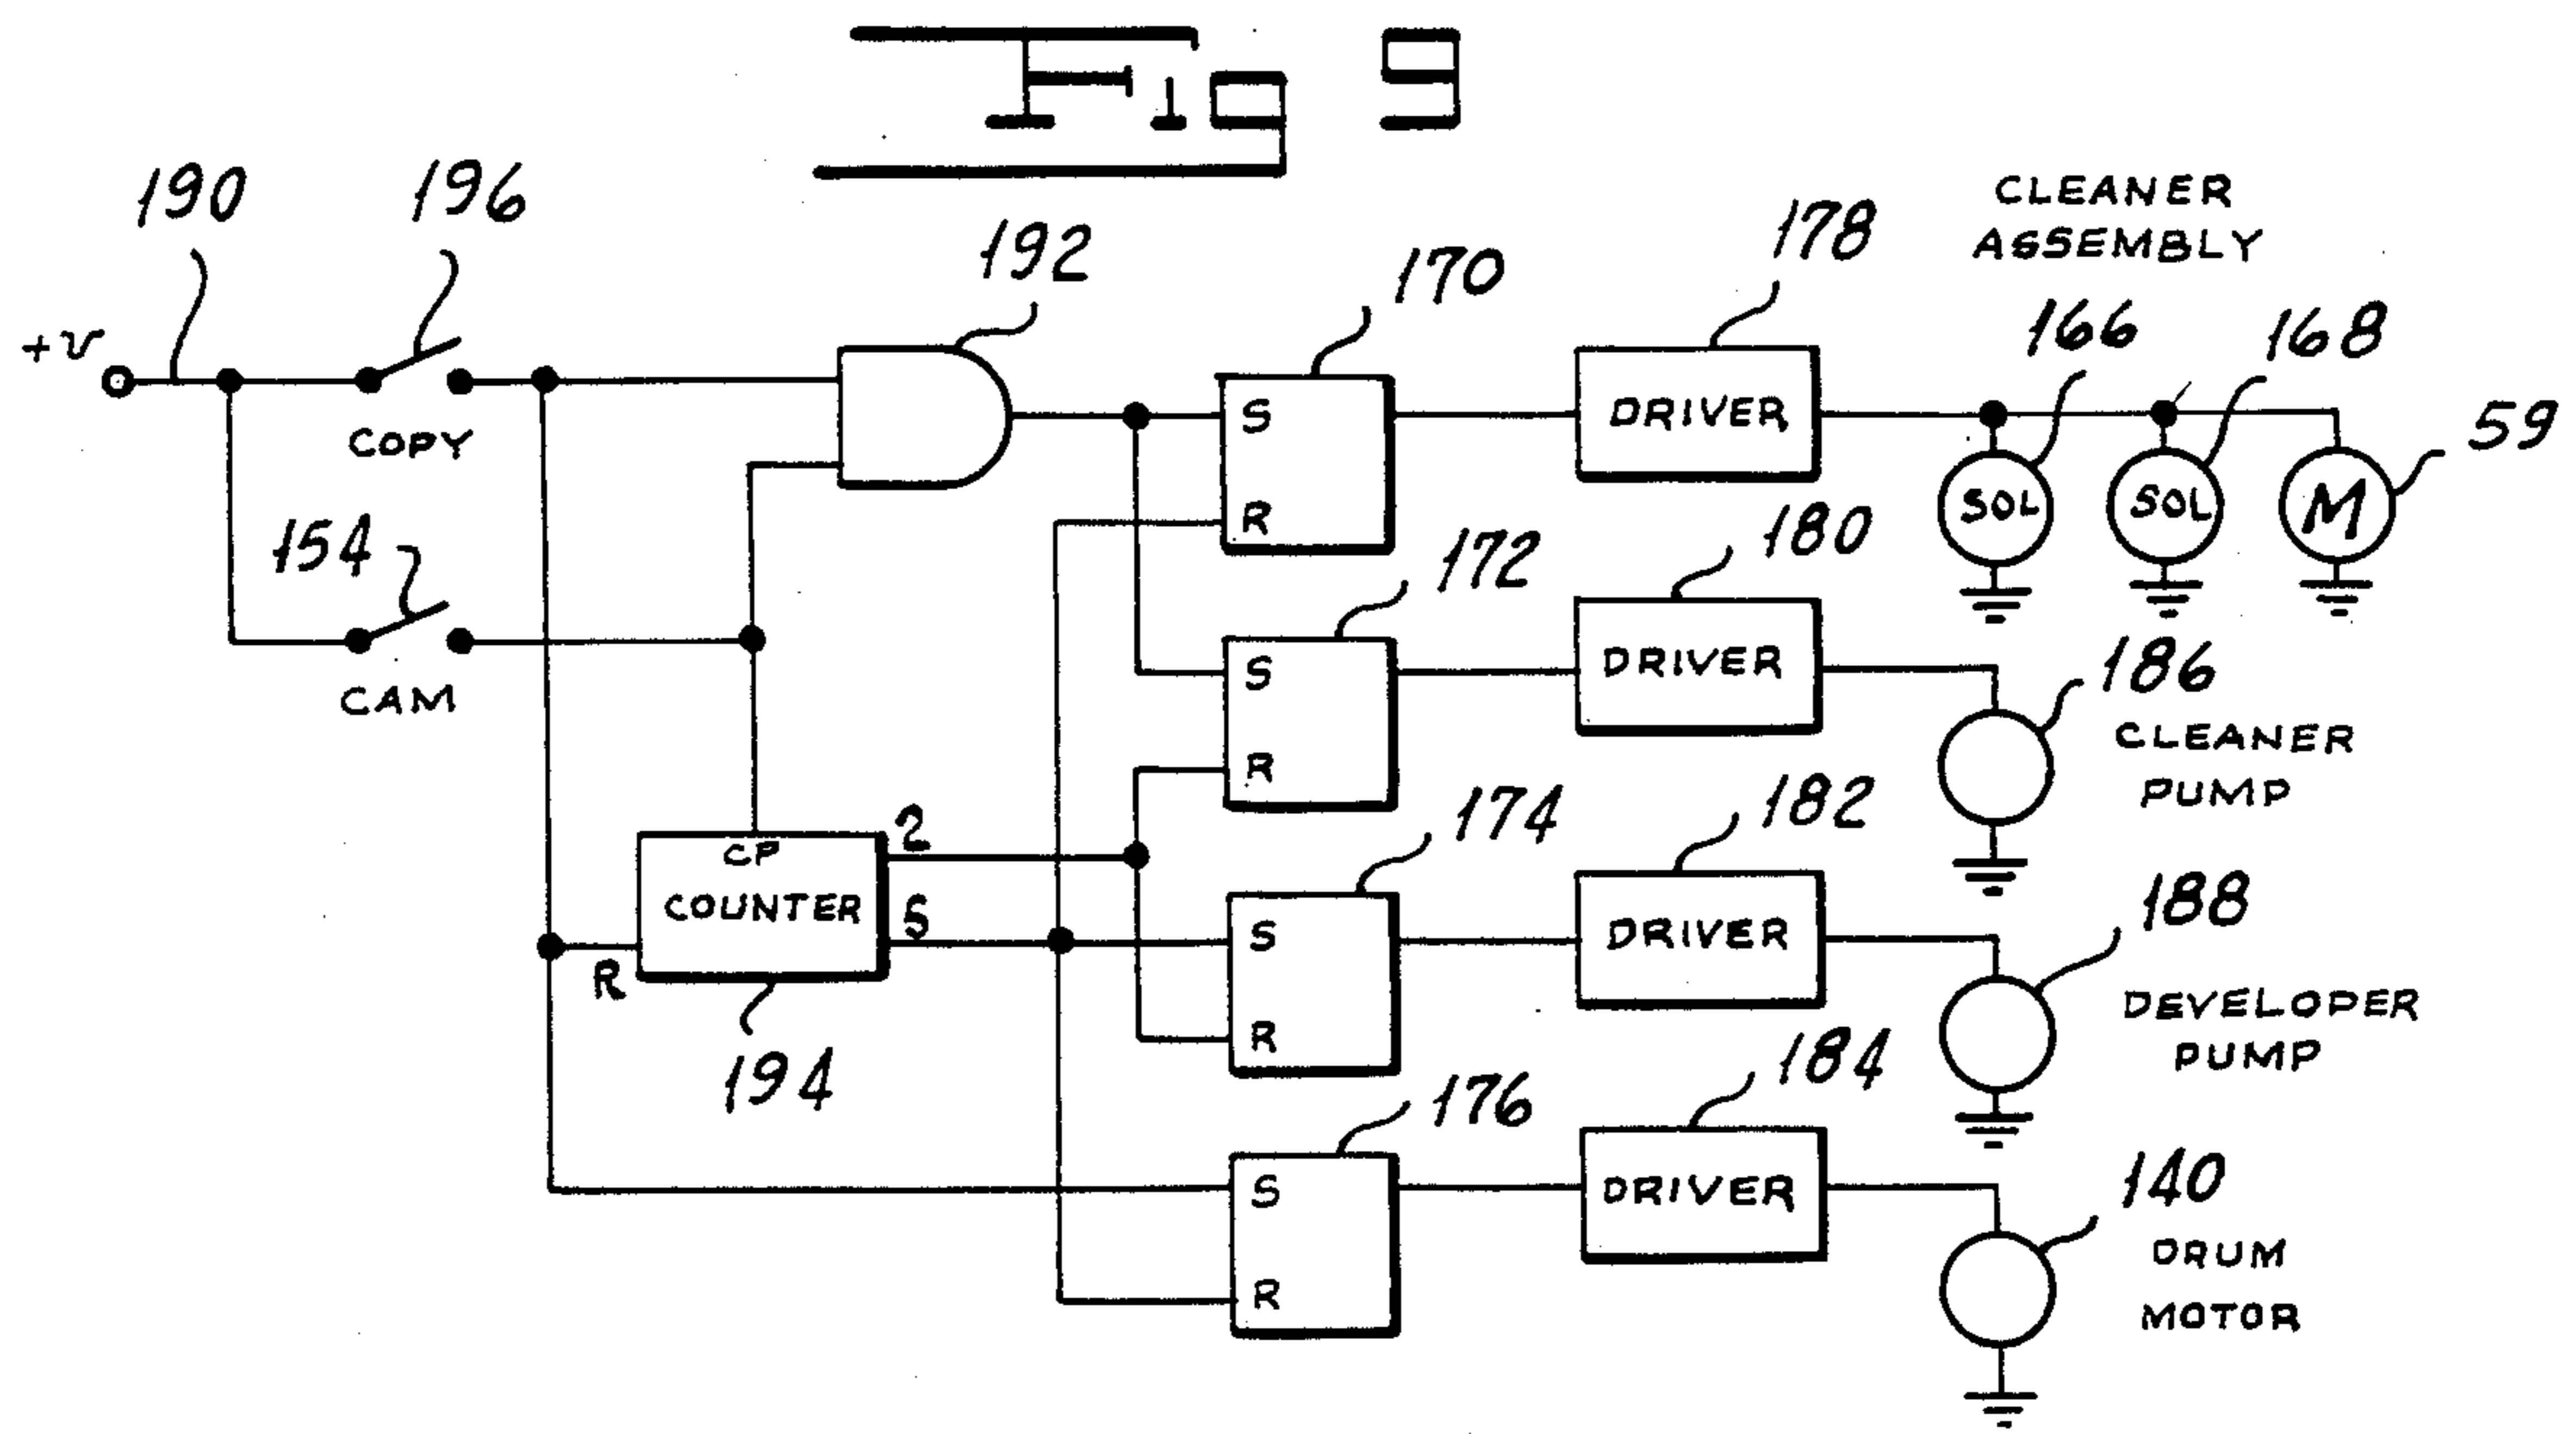 Fig 9
190
196
192
170
178
CLEANER
ASSEMBLY
166
168
59
+V
COPY
S
R
DRIVER
SOL
SOL
M
154
CAM
172
180
S
R
DRIVER
186
CLEANER
PUMP
CP
COUNTER
R
2
5
194
174
182
S
R
DRIVER
188
DEVELOPER
PUMP
176
184
S
R
DRIVER
140
DRUM
MOTOR